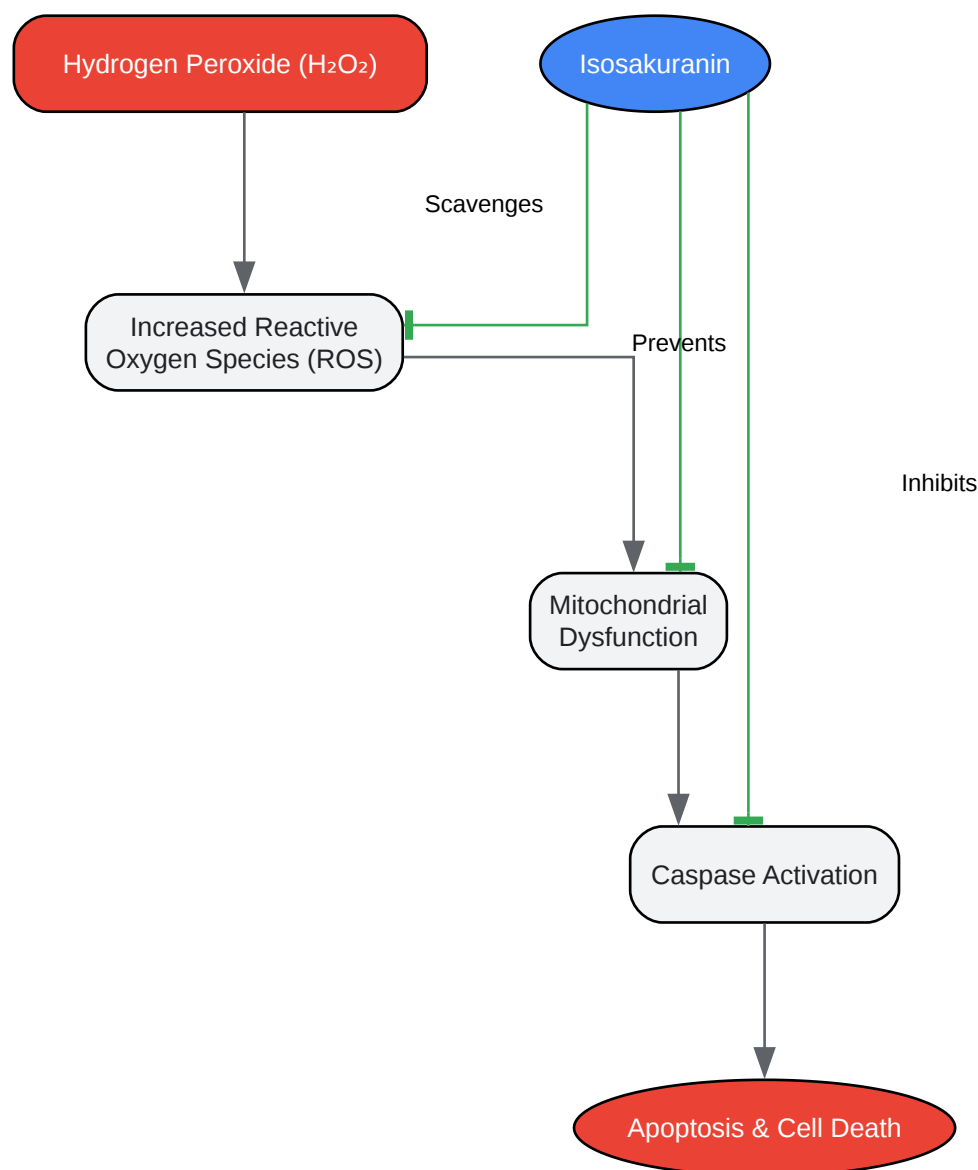 Hydrogen Peroxide (H₂O₂)
Isosakuranin
Scavenges
Increased Reactive
Oxygen Species (ROS)
Prevents
Inhibits
Mitochondrial
Dysfunction
Caspase Activation
Apoptosis & Cell Death